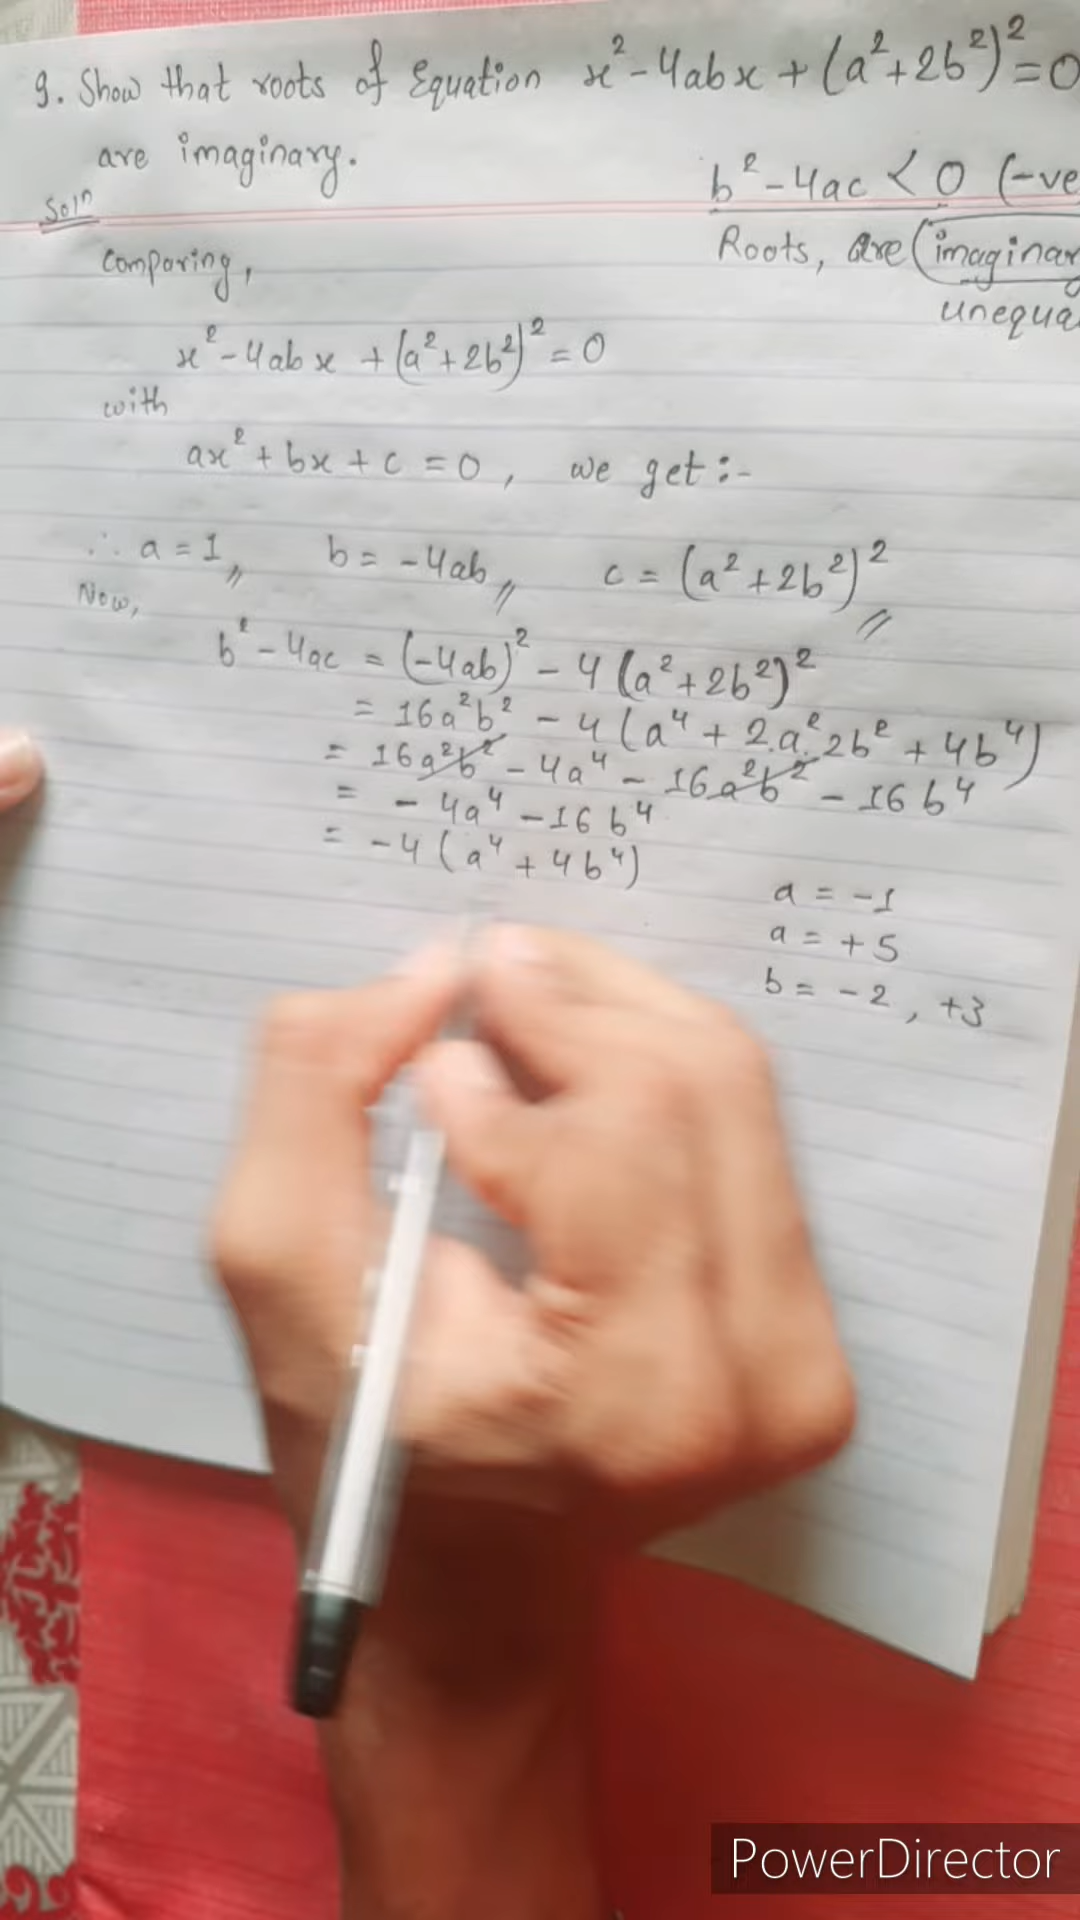 9. Show that roots of Equation x² - 4abx + (a² + 2b²)² = 0
are imaginary.
b² - 4ac < 0 (-ve
Soln
Roots, are (imaginar
unequa
Comparing,
x² - 4abx + (a² + 2b²)² = 0
with
ax² + bx + c = 0, we get :-
∴ a = 1,, b = -4ab,, c = (a² + 2b²)² //
Now,
b² - 4ac = (-4ab)² - 4 (a² + 2b²)²
= 16a²b² - 4 (a⁴ + 2.a².2b² + 4b⁴)
= 16a²b² - 4a⁴ - 16a²b² - 16b⁴
= - 4a⁴ - 16b⁴
= - 4 (a⁴ + 4b⁴)
a = -1
a = +5
b = -2, +3
PowerDirector